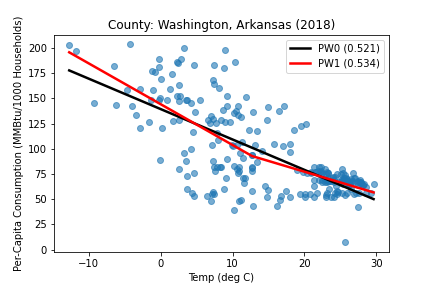 County: Washington, Arkansas (2018)
PW0 (0.521)
PW1 (0.534)
Per-Capita Consumption (MMBtu/1000 Households)
200
175
150
125
100
75
50
25
0
−10
0
10
20
30
Temp (deg C)